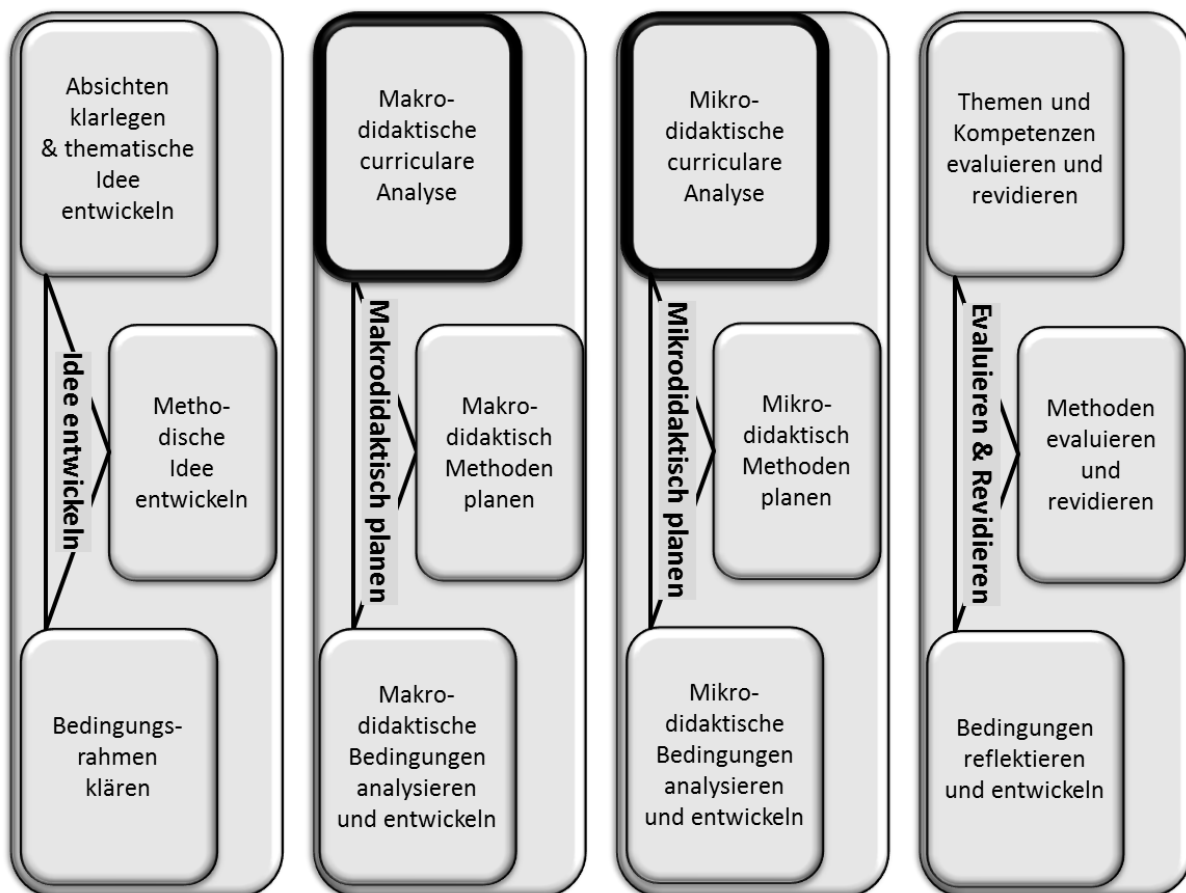 Absichten
klarlegen
& thematische
Idee
entwickeln
Idee entwickeln
Metho-
dische
Idee
entwickeln
Bedingungs-
rahmen
klären
Makro-
didaktische
curriculare
Analyse
Makrodidaktisch planen
Makro-
didaktisch
Methoden
planen
Makro-
didaktische
Bedingungen
analysieren
und entwickeln
Mikro-
didaktische
curriculare
Analyse
Mikrodidaktisch planen
Mikro-
didaktisch
Methoden
planen
Mikro-
didaktische
Bedingungen
analysieren
und entwickeln
Themen und
Kompetenzen
evaluieren und
revidieren
Evaluieren & Revidieren
Methoden
evaluieren
und
revidieren
Bedingungen
reflektieren
und entwickeln